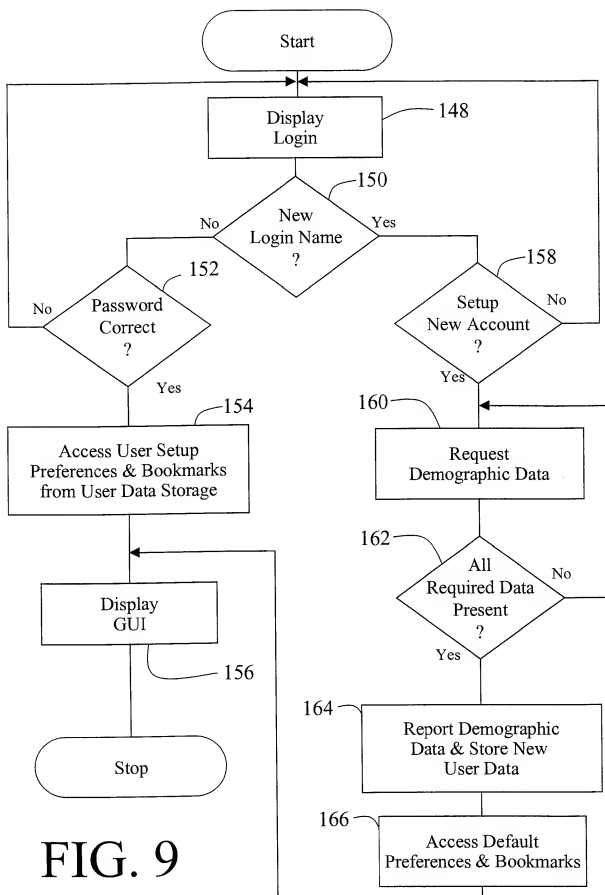 Start
Display
Login
148
150
New
Login Name
?
No
Yes
152
Password
Correct
?
No
Yes
158
Setup
New Account
?
No
Yes
154
Access User Setup
Preferences & Bookmarks
from User Data Storage
160
Request
Demographic Data
162
All
Required Data
Present
?
No
Yes
Display
GUI
156
164
Report Demographic
Data & Store New
User Data
Stop
166
Access Default
Preferences & Bookmarks
FIG. 9